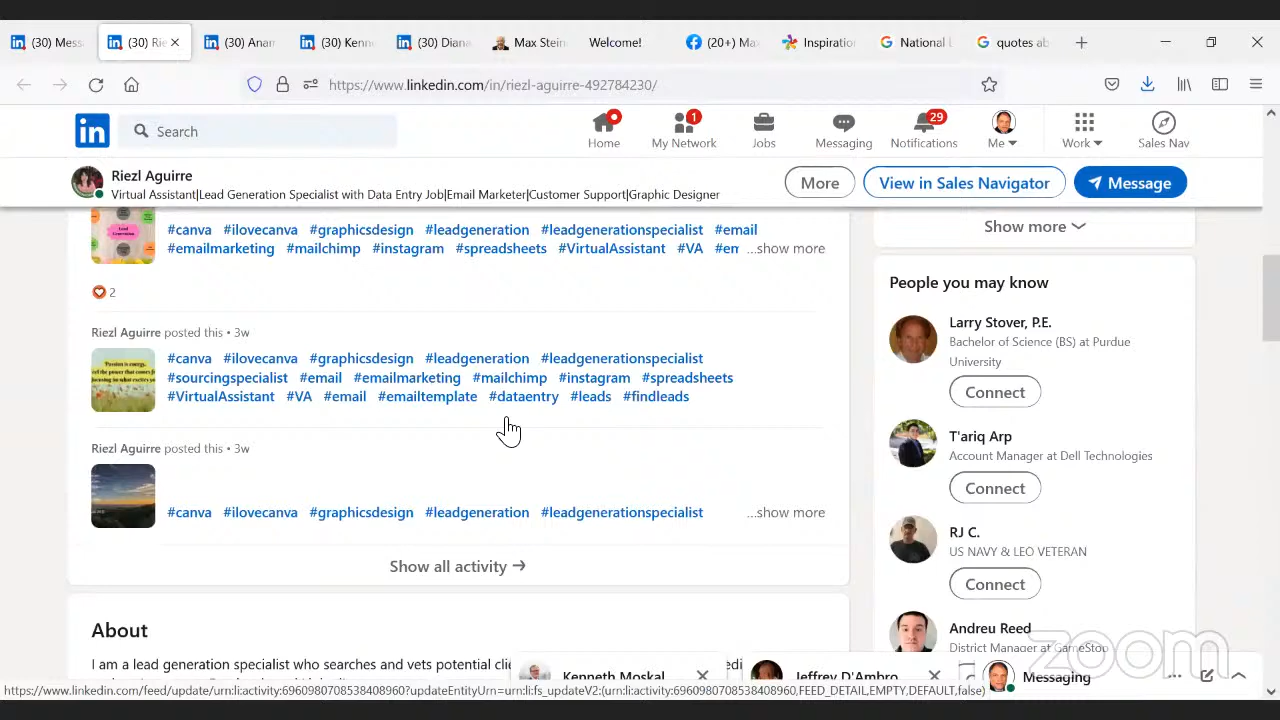 (30) Mess
(30) Rie
(30) Anam
(30) Kenn
(30) Dian
Max Stein
Welcome!
(20+) Ma
Inspiratio
National L
quotes ab
https://www.linkedin.com/in/riezl-aguirre-492784230/
in
Search
1
29
Home
My Network
Jobs
Messaging
Notifications
Me
Work
Sales Nav
Riezl Aguirre
Virtual Assistant|Lead Generation Specialist with Data Entry Job|Email Marketer|Customer Support|Graphic Designer
More
View in Sales Navigator
Message
#canva #ilovecanva #graphicsdesign #leadgeneration #leadgenerationspecialist #email
#emailmarketing #mailchimp #instagram #spreadsheets #VirtualAssistant #VA #em ...show more
2
Riezl Aguirre posted this • 3w
#canva #ilovecanva #graphicsdesign #leadgeneration #leadgenerationspecialist
#sourcingspecialist #email #emailmarketing #mailchimp #instagram #spreadsheets
#VirtualAssistant #VA #email #emailtemplate #dataentry #leads #findleads
Riezl Aguirre posted this • 3w
#canva #ilovecanva #graphicsdesign #leadgeneration #leadgenerationspecialist ...show more
Show all activity →
About
I am a lead generation specialist who searches and vets potential clie
Show more
People you may know
Larry Stover, P.E.
Bachelor of Science (BS) at Purdue
University
Connect
T'ariq Arp
Account Manager at Dell Technologies
Connect
RJ C.
US NAVY & LEO VETERAN
Connect
Andreu Reed
District Manager at GameStop
zoom
Kenneth Moskal
Jeffrey D'Ambro
Messaging
https://www.linkedin.com/feed/update/urn:li:activity:6960980708538408960?updateEntityUrn=urn:li:fs_updateV2:(urn:li:activity:6960980708538408960,FEED_DETAIL,EMPTY,DEFAULT,false)